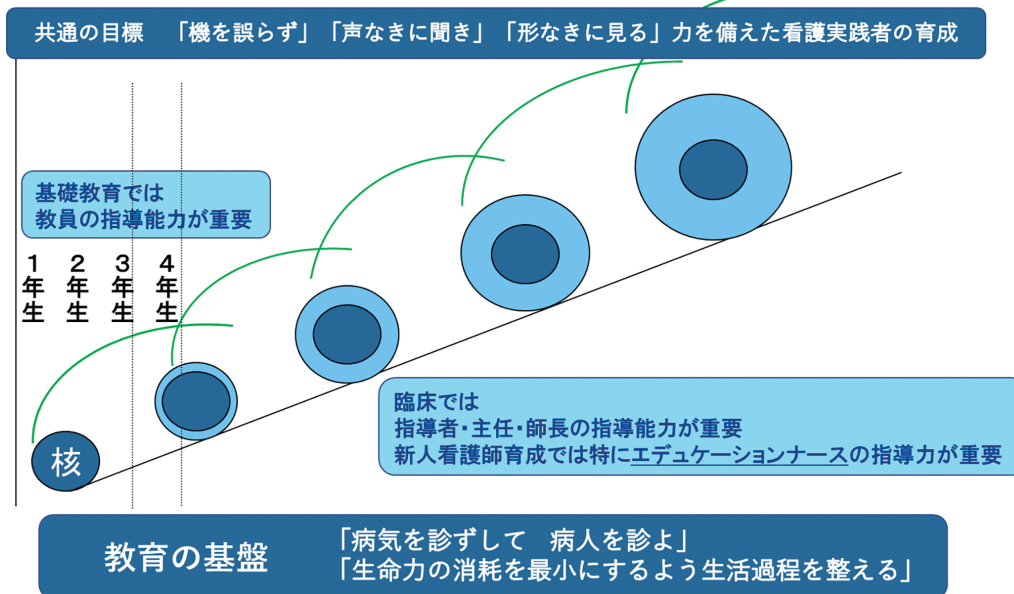 共通の目標　「機を誤らず」「声なきに聞き」「形なきに見る」力を備えた看護実践者の育成
基礎教育では
教員の指導能力が重要
1年生
2年生
3年生
4年生
核
臨床では
指導者・主任・師長の指導能力が重要
新人看護師育成では特にエデュケーションナースの指導力が重要
教育の基盤
「病気を診ずして　病人を診よ」
「生命力の消耗を最小にするよう生活過程を整える」